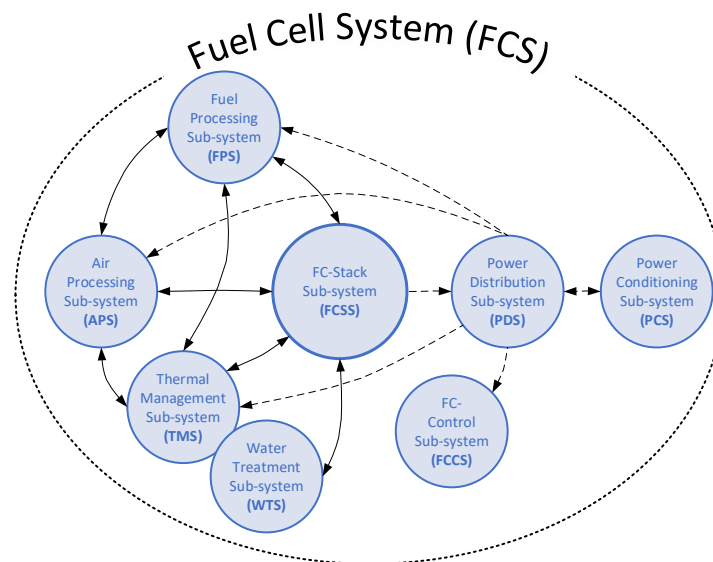 Fuel Cell System (FCS)
Fuel
Processing
Sub-system
(FPS)
Air
Processing
Sub-system
(APS)
FC-Stack
Sub-system
(FCSS)
Power
Distribution
Sub-system
(PDS)
Power
Conditioning
Sub-system
(PCS)
Thermal
Management
Sub-system
(TMS)
FC-
Control
Sub-system
(FCCS)
Water
Treatment
Sub-system
(WTS)